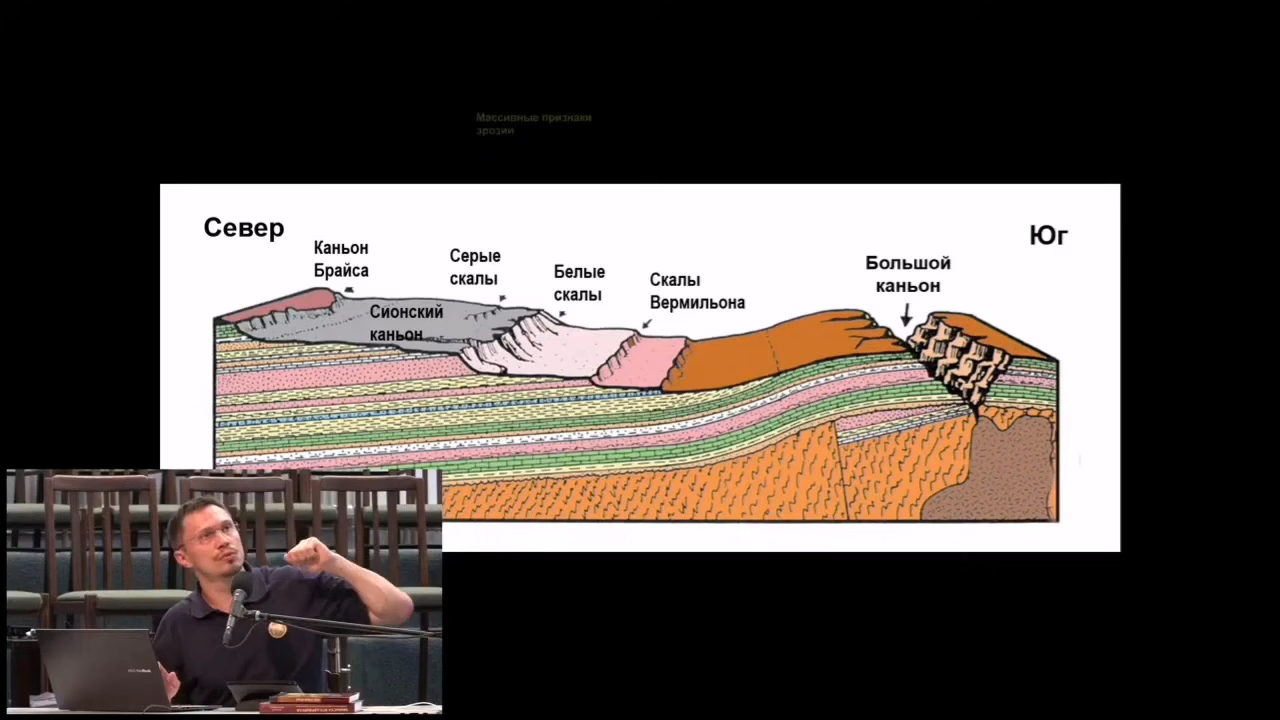 Массивные признаки
эрозии
Север
Юг
Каньон
Брайса
Серые
скалы
Белые
скалы
Скалы
Вермильона
Большой
каньон
Сионский
каньон